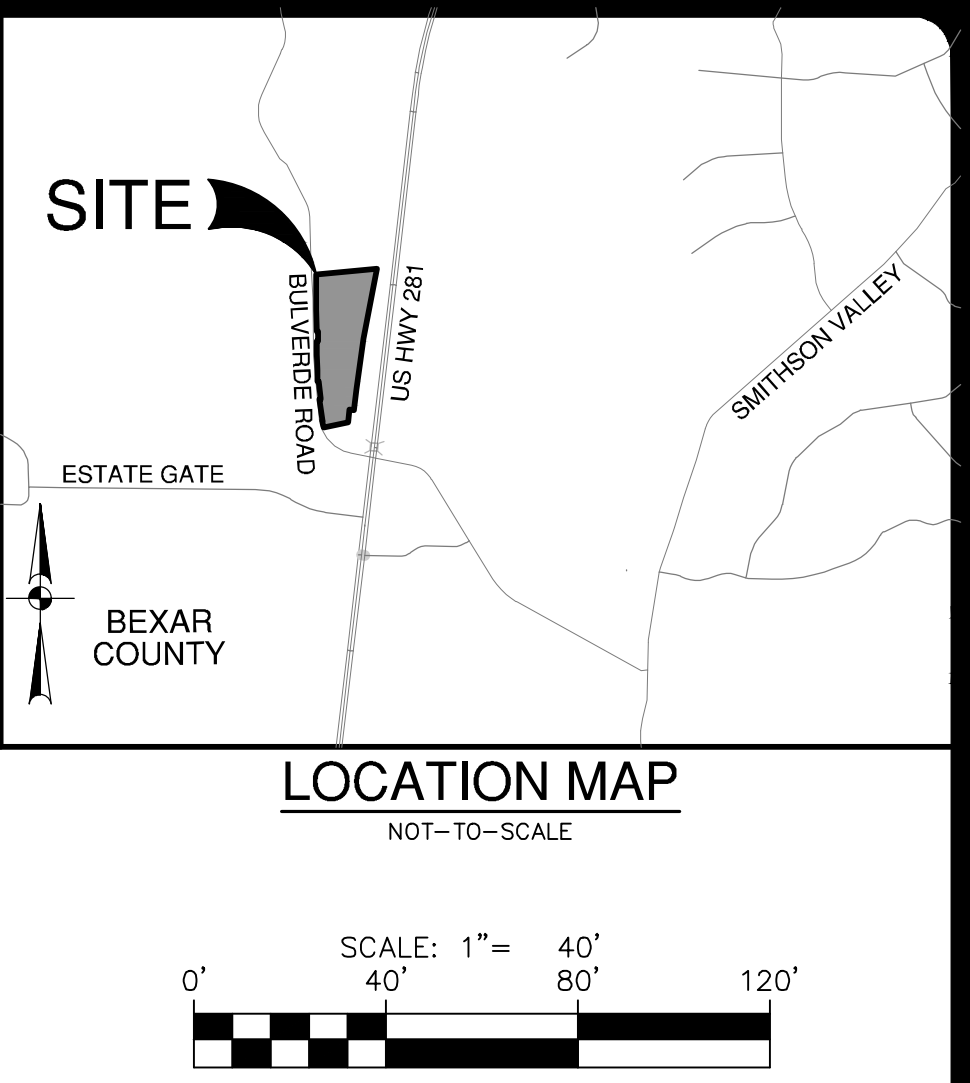 SITE
BULVERDE ROAD
US HWY 281
SMITHSON VALLEY
ESTATE GATE
BEXAR
COUNTY
LOCATION MAP
NOT-TO-SCALE
SCALE: 1"= 40'
0' 40' 80' 120'